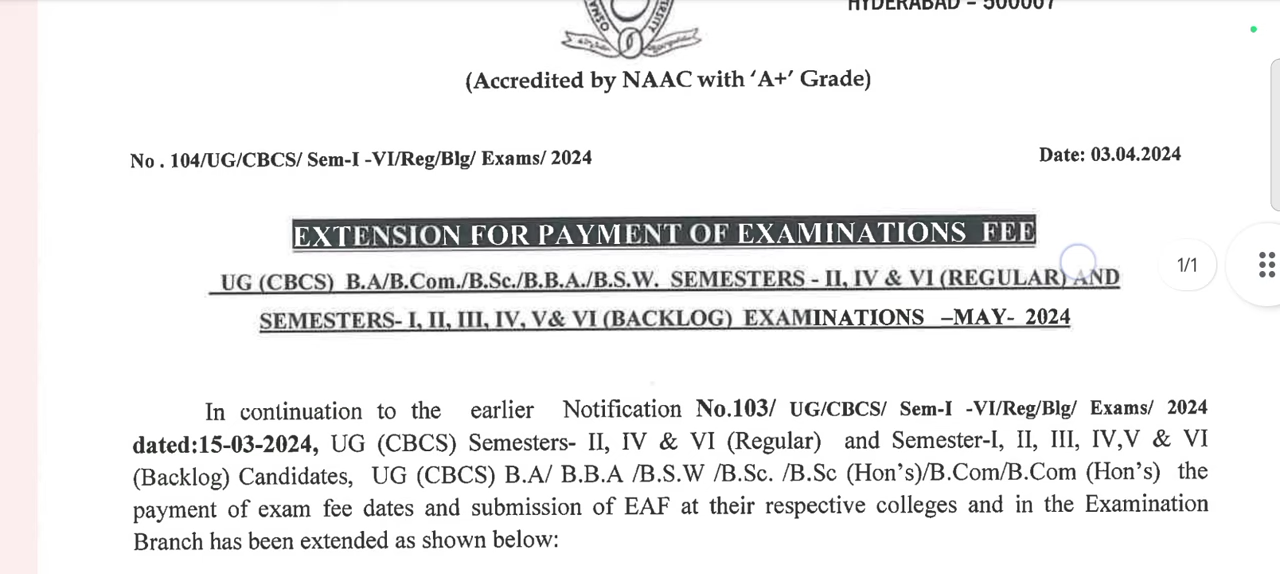 HYDERABAD – 500007
(Accredited by NAAC with ‘A+’ Grade)
No . 104/UG/CBCS/ Sem-I -VI/Reg/Blg/ Exams/ 2024 Date: 03.04.2024
EXTENSION FOR PAYMENT OF EXAMINATIONS FEE
UG (CBCS) B.A/B.Com./B.Sc./B.B.A./B.S.W. SEMESTERS - II, IV & VI (REGULAR) AND
1/1
SEMESTERS- I, II, III, IV, V& VI (BACKLOG) EXAMINATIONS –MAY- 2024
In continuation to the earlier Notification No.103/ UG/CBCS/ Sem-I -VI/Reg/Blg/ Exams/ 2024
dated:15-03-2024, UG (CBCS) Semesters- II, IV & VI (Regular) and Semester-I, II, III, IV,V & VI
(Backlog) Candidates, UG (CBCS) B.A/ B.B.A /B.S.W /B.Sc. /B.Sc (Hon’s)/B.Com/B.Com (Hon’s) the
payment of exam fee dates and submission of EAF at their respective colleges and in the Examination
Branch has been extended as shown below: